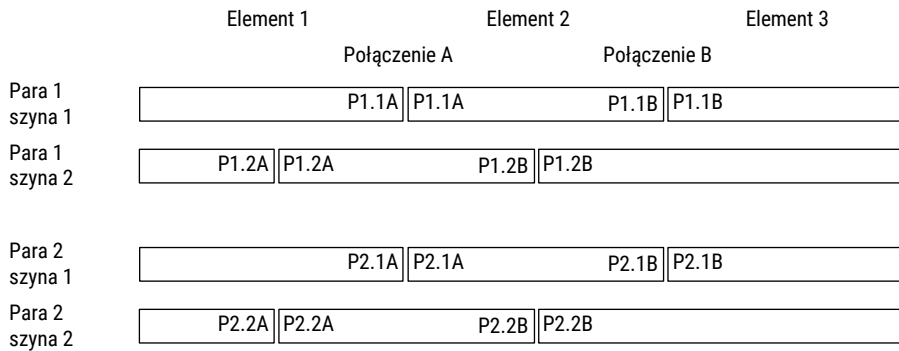 Element 1 Element 2 Element 3
Połączenie A Połączenie B
Para 1
szyna 1
P1.1A P1.1A P1.1B P1.1B
Para 1
szyna 2
P1.2A P1.2A P1.2B P1.2B
Para 2
szyna 1
P2.1A P2.1A P2.1B P2.1B
Para 2
szyna 2
P2.2A P2.2A P2.2B P2.2B